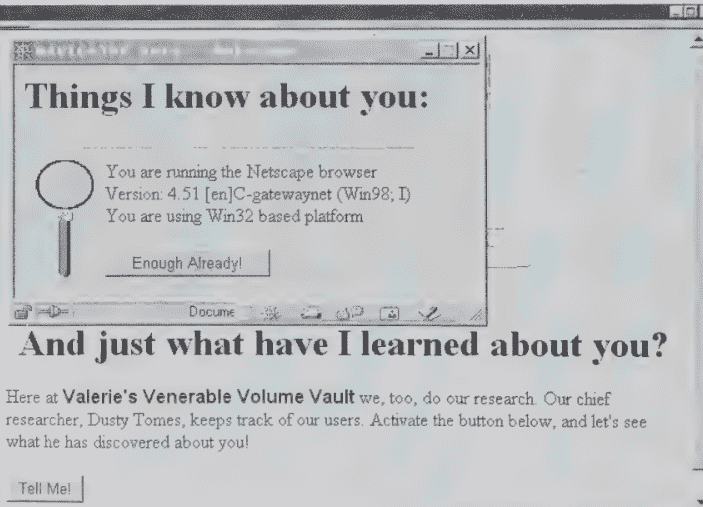 Things I know about you:
You are running the Netscape browser
Version: 4.51 [en]C-gatewaynet (Win98; I)
You are using Win32 based platform
Enough Already!
Docume
And just what have I learned about you?
Here at Valerie's Venerable Volume Vault we, too, do our research. Our chief
researcher, Dusty Tomes, keeps track of our users. Activate the button below, and let's see
what he has discovered about you!
Tell Me!